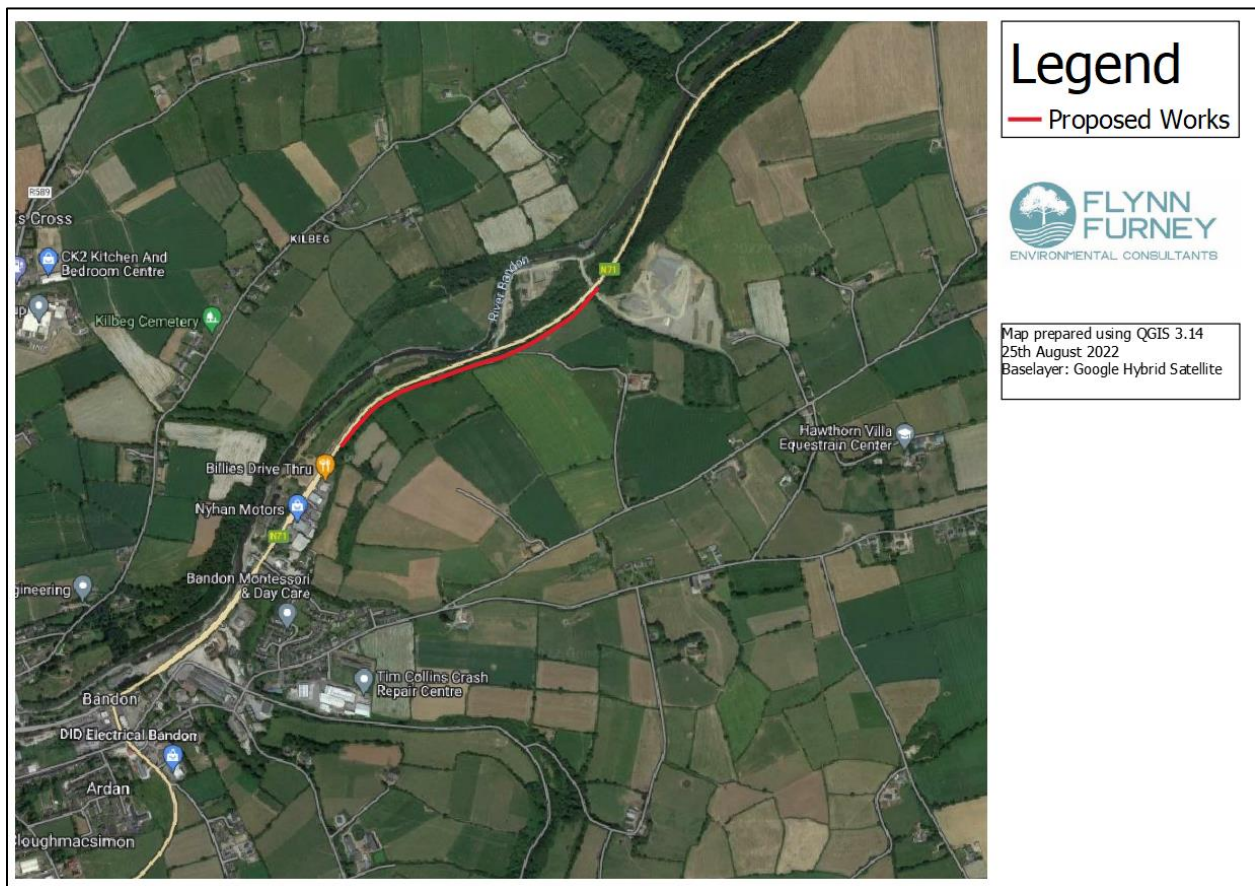 Legend
Proposed Works
FLYNN
FURNEY
ENVIRONMENTAL CONSULTANTS
Map prepared using QGIS 3.14
25th August 2022
Baselayer: Google Hybrid Satellite
R589
's Cross
CK2 Kitchen And
Bedroom Centre
KILBEG
River Bandon
N71
Kilbeg Cemetery
Hawthorn Villa
Equestrain Center
Billies Drive Thru
Nyhan Motors
N71
Bandon Montessori
& Day Care
gineering
Tim Collins Crash
Repair Centre
Bandon
DID Electrical Bandon
Ardan
Cloughmacsimon